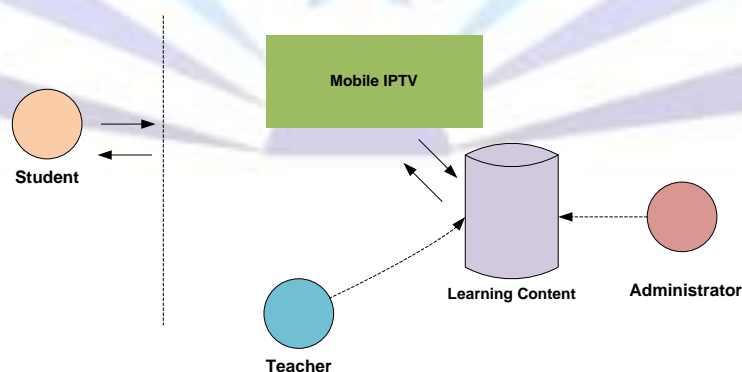 Mobile IPTV
Student
Learning Content
Administrator
Teacher